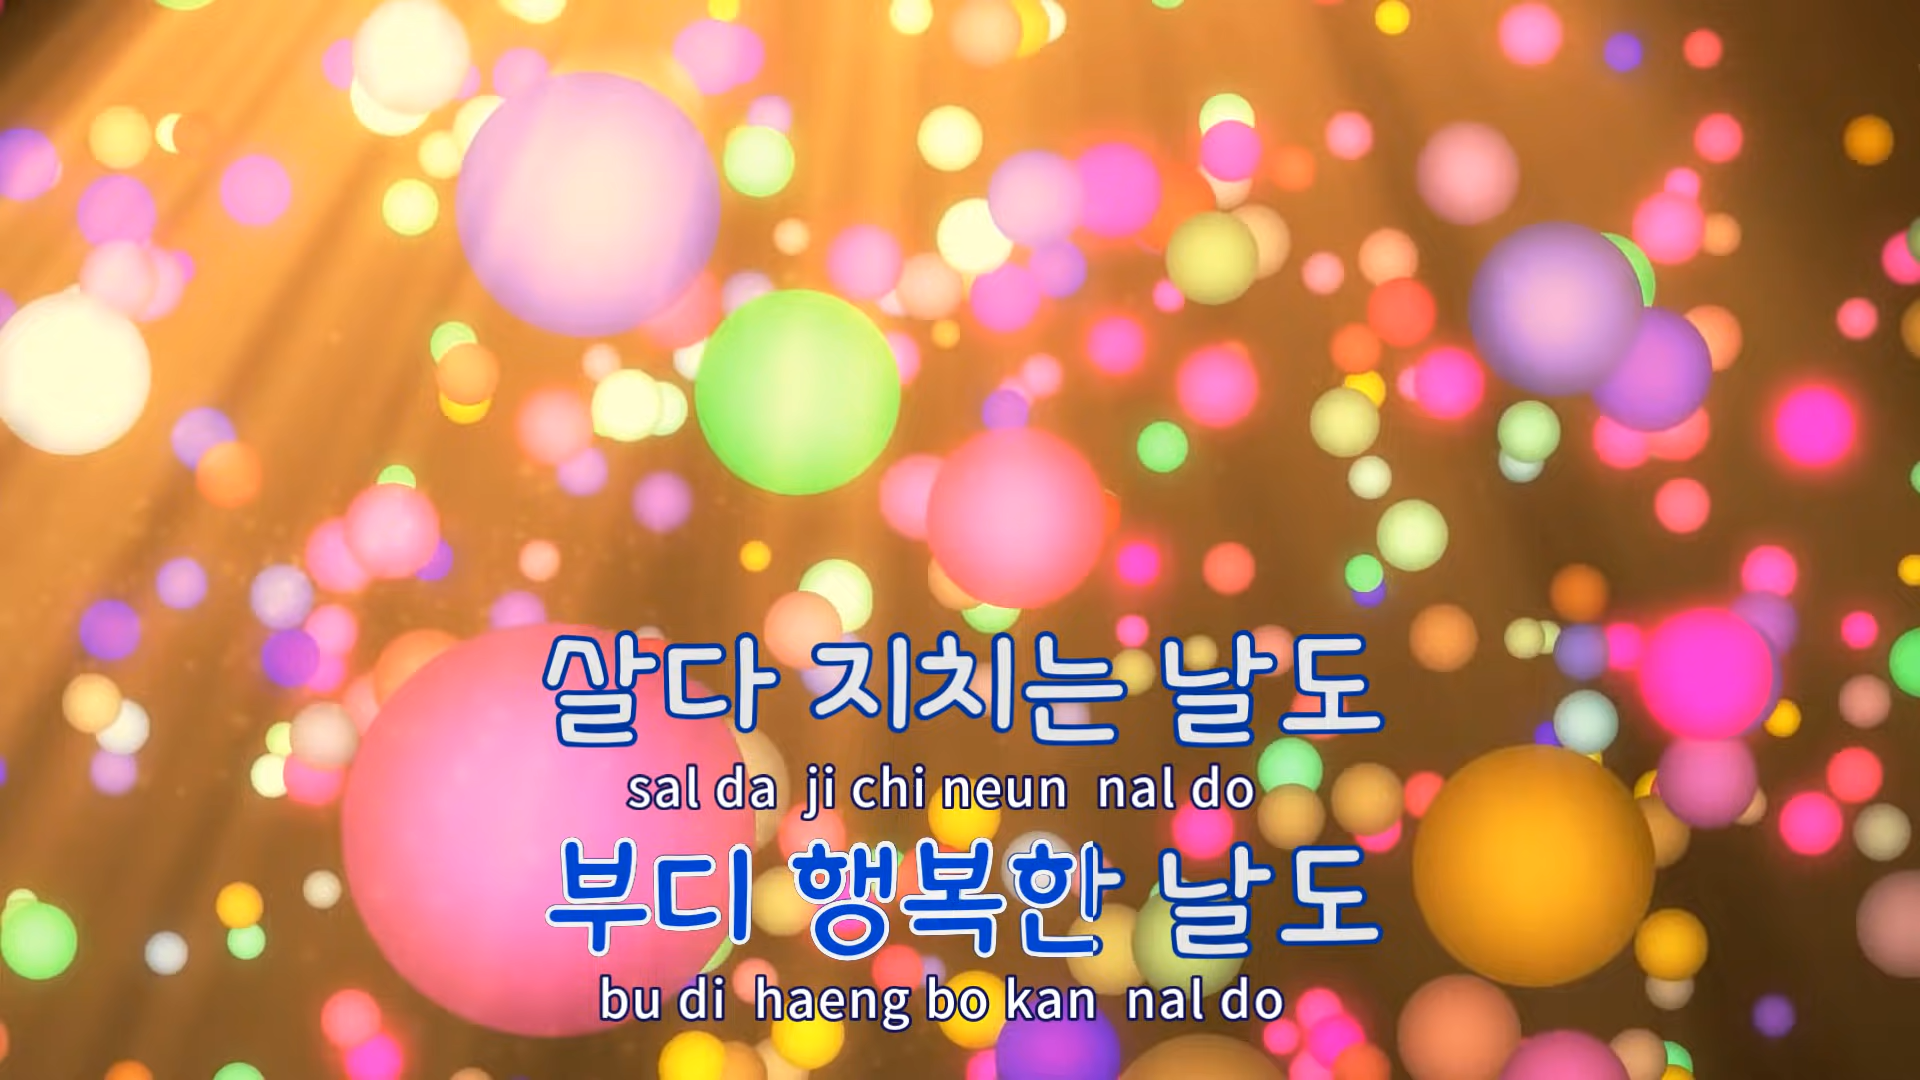 살다 지치는 날도
sal da ji chi neun nal do
부디 행복한 날도
bu di haeng bo kan nal do